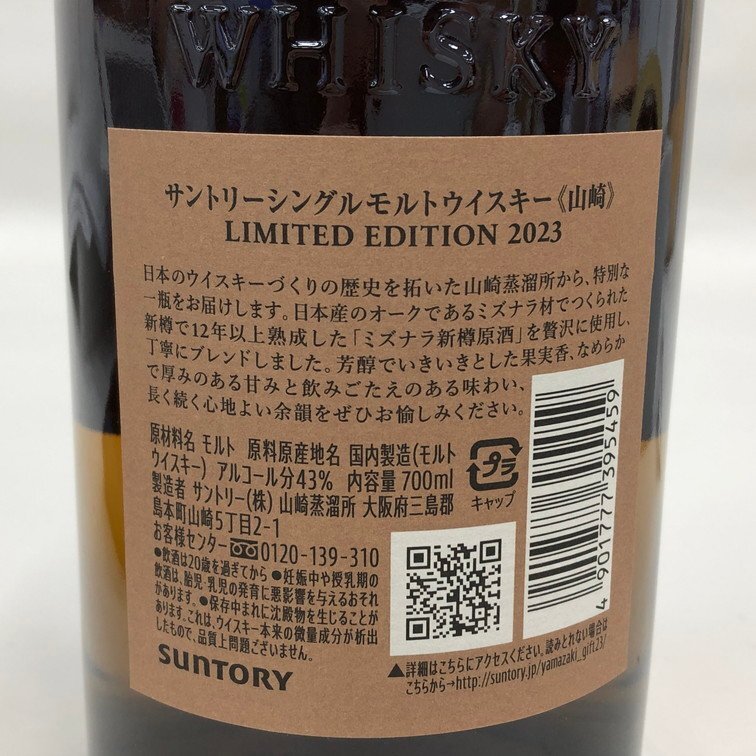 WHISKY
サントリーシングルモルトウイスキー《山崎》
LIMITED EDITION 2023
日本のウイスキーづくりの歴史を拓いた山崎蒸溜所から、特別な
一瓶をお届けします。日本産のオークであるミズナラ材でつくられた
新樽で12年以上熟成した「ミズナラ新樽原酒」を贅沢に使用し、
丁寧にブレンドしました。芳醇でいきいきとした果実香、なめらか
で厚みのある甘みと飲みごたえのある味わい、
長く続く心地よい余韻をぜひお愉しみください。
原材料名 モルト 原料原産地名 国内製造(モルト
ウイスキー) アルコール分43% 内容量700ml
製造者 サントリー(株) 山崎蒸溜所 大阪府三島郡
島本町山崎5丁目2-1
お客様センター 0120-139-310
●飲酒は20歳を過ぎてから ●妊娠中や授乳期の
飲酒は、胎児・乳児の発育に悪影響を与えるおそれ
があります。●保存中まれに沈殿物を生じることが
あります。これは、ウイスキー本来の微量成分が析出
したもので、品質上問題ございません。
SUNTORY
プラ
キャップ
4 901777 395459
▲詳細はこちらにアクセスください。読みとれない場合は
こちらから→http://suntory.jp/yamazaki_gift23/